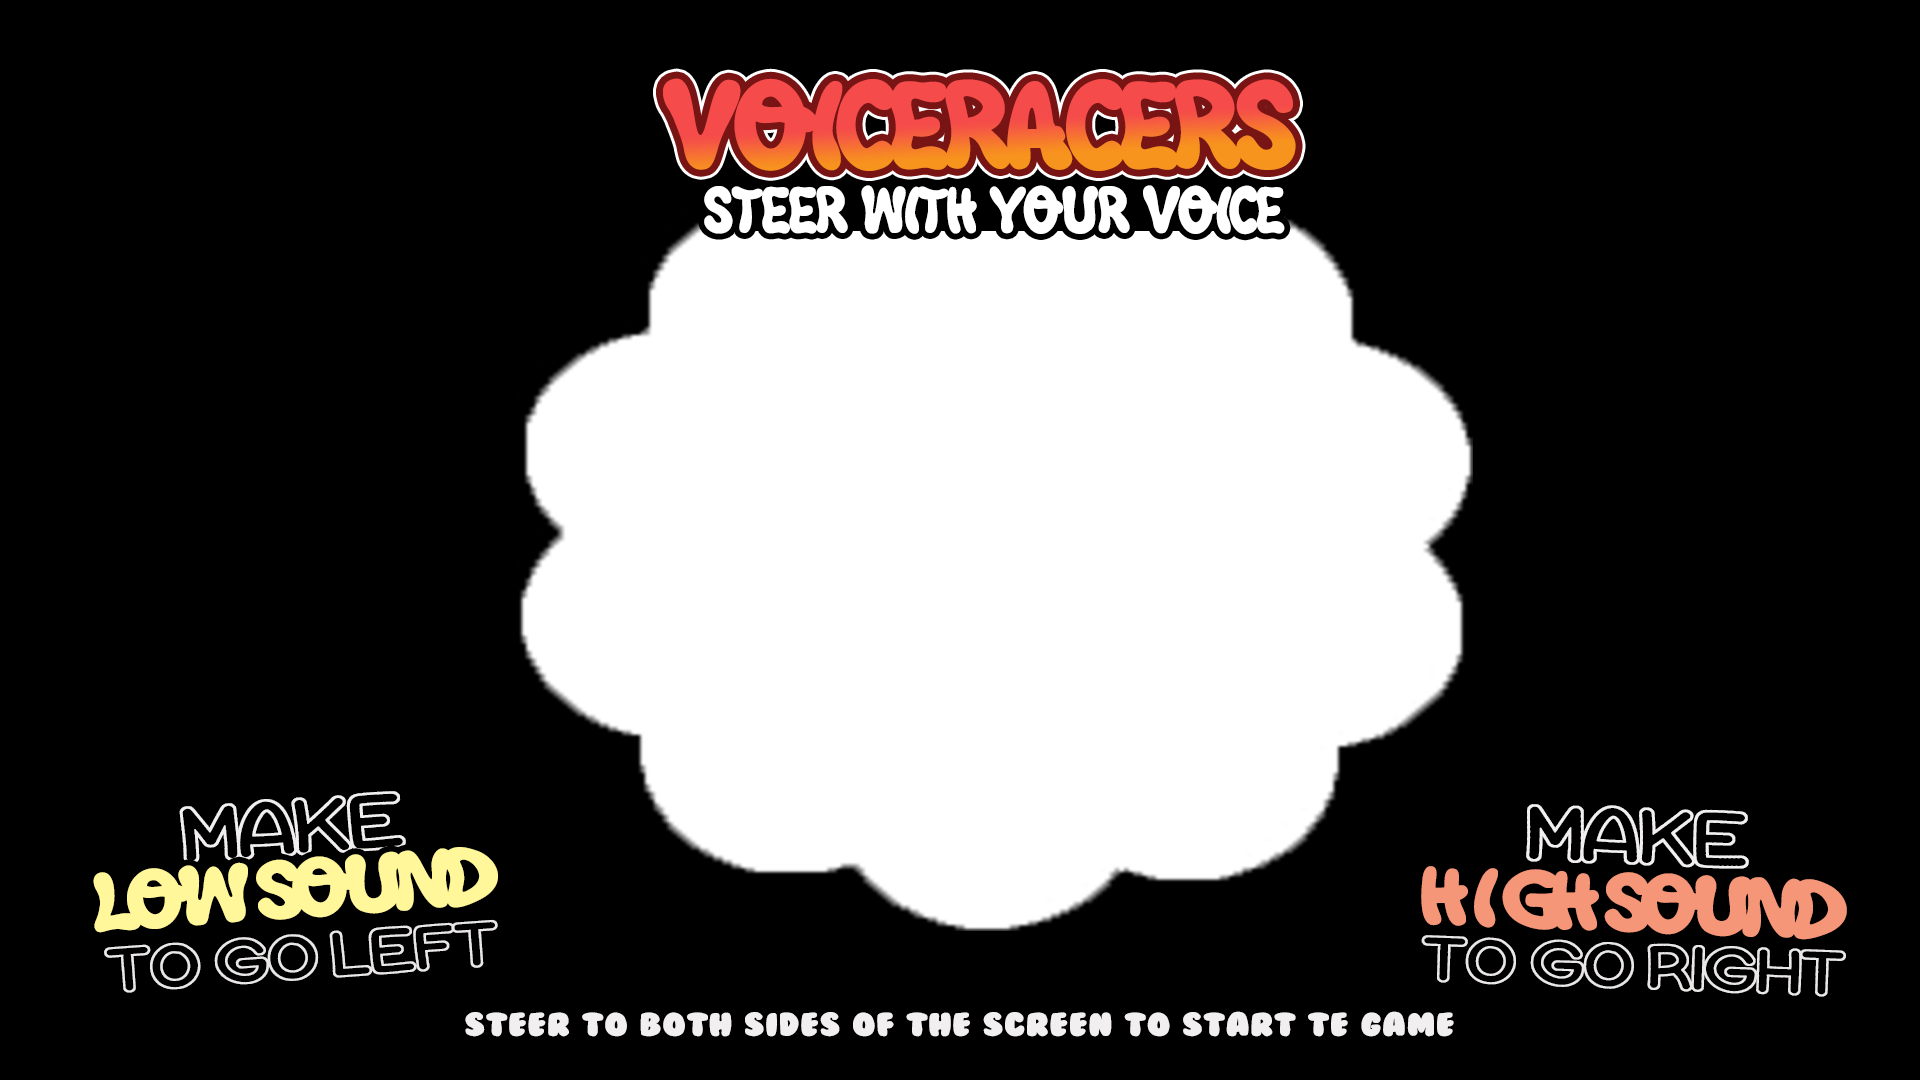 VOICERACERS
STEER WITH YOUR VOICE
MAKE
LOW SOUND
TO GO LEFT
MAKE
HIGH SOUND
TO GO RIGHT
STEER TO BOTH SIDES OF THE SCREEN TO START TE GAME